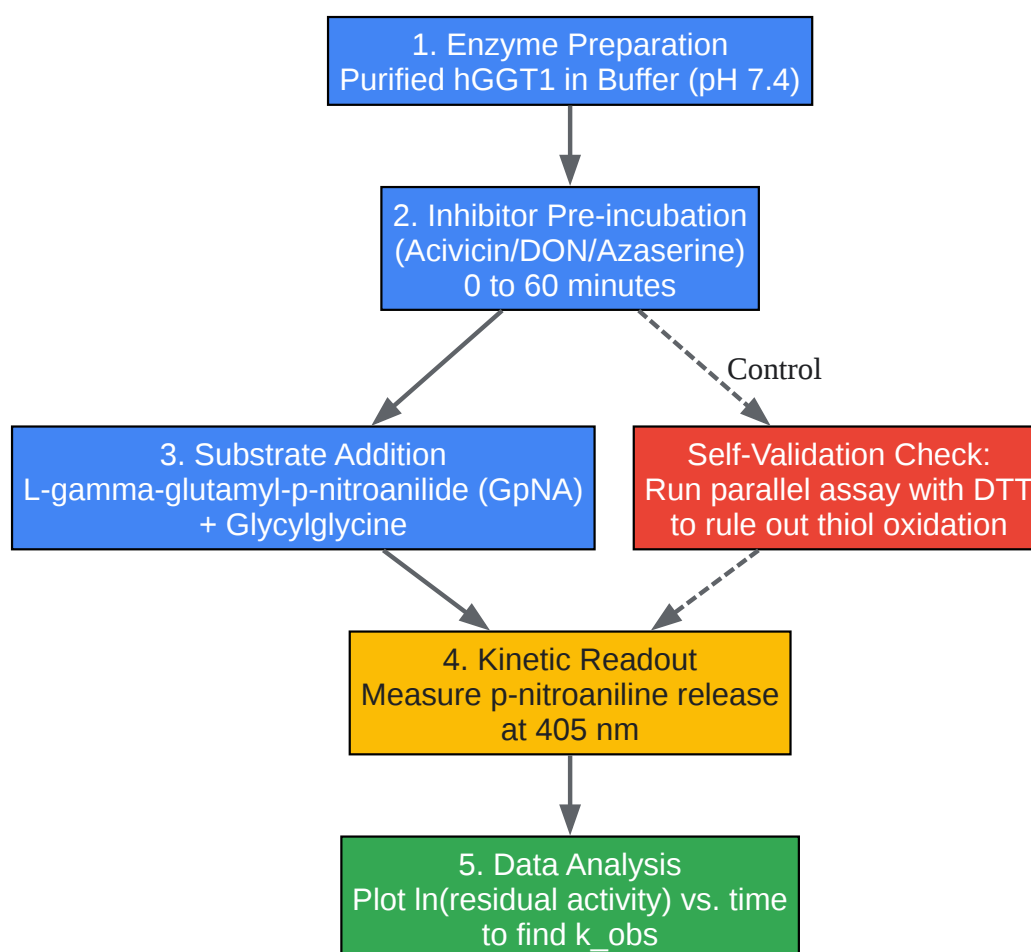 1. Enzyme Preparation
Purified hGGT1 in Buffer (pH 7.4)
2. Inhibitor Pre-incubation
(Acivicin/DON/Azaserine)
0 to 60 minutes
Control
3. Substrate Addition
L-gamma-glutamyl-p-nitroanilide (GpNA)
+ Glycylglycine
Self-Validation Check:
Run parallel assay with DTT
to rule out thiol oxidation
4. Kinetic Readout
Measure p-nitroaniline release
at 405 nm
5. Data Analysis
Plot ln(residual activity) vs. time
to find k_obs